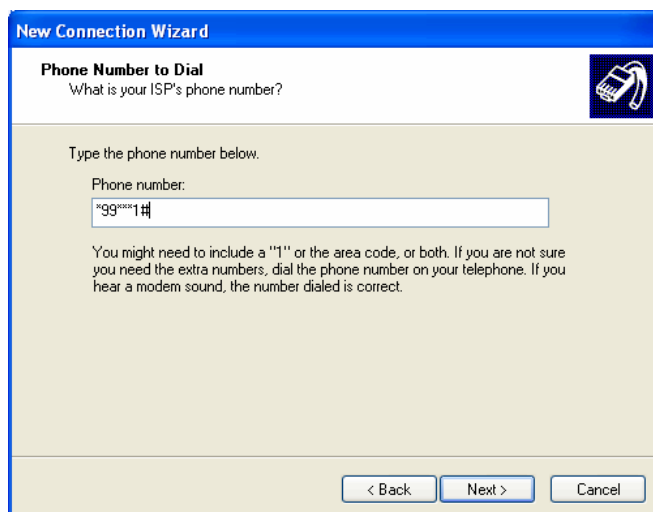 New Connection Wizard
Phone Number to Dial
What is your ISP's phone number?
Type the phone number below.
Phone number:
*99***1#
You might need to include a "1" or the area code, or both. If you are not sure
you need the extra numbers, dial the phone number on your telephone. If you
hear a modem sound, the number dialed is correct.
< Back
Next >
Cancel